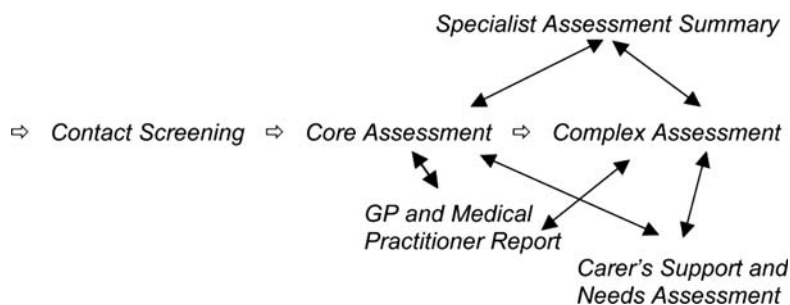 Specialist Assessment Summary
⇨ Contact Screening ⇨ Core Assessment ⇨ Complex Assessment
GP and Medical
Practitioner Report
Carer's Support and
Needs Assessment